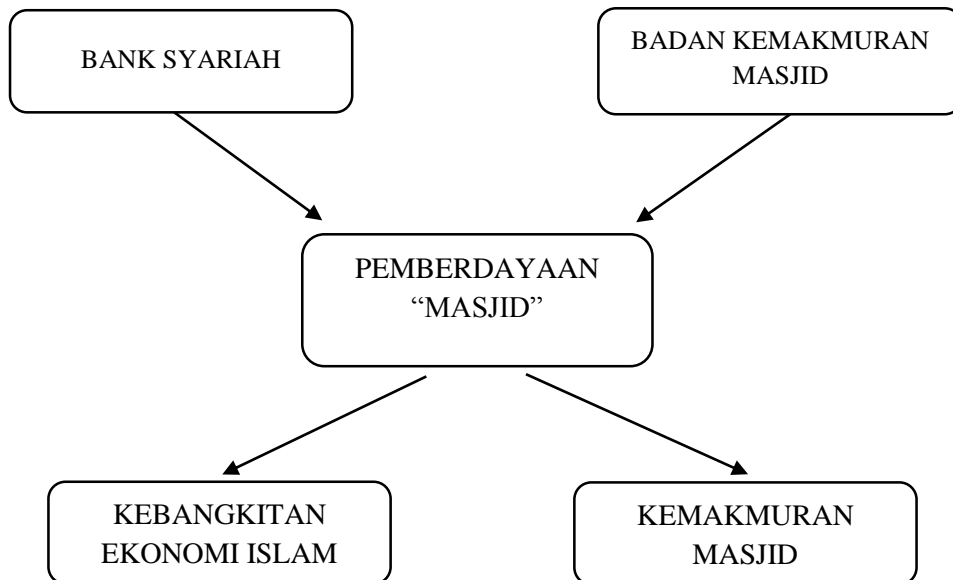 BANK SYARIAH
BADAN KEMAKMURAN
MASJID
PEMBERDAYAAN
“MASJID”
KEBANGKITAN
EKONOMI ISLAM
KEMAKMURAN
MASJID